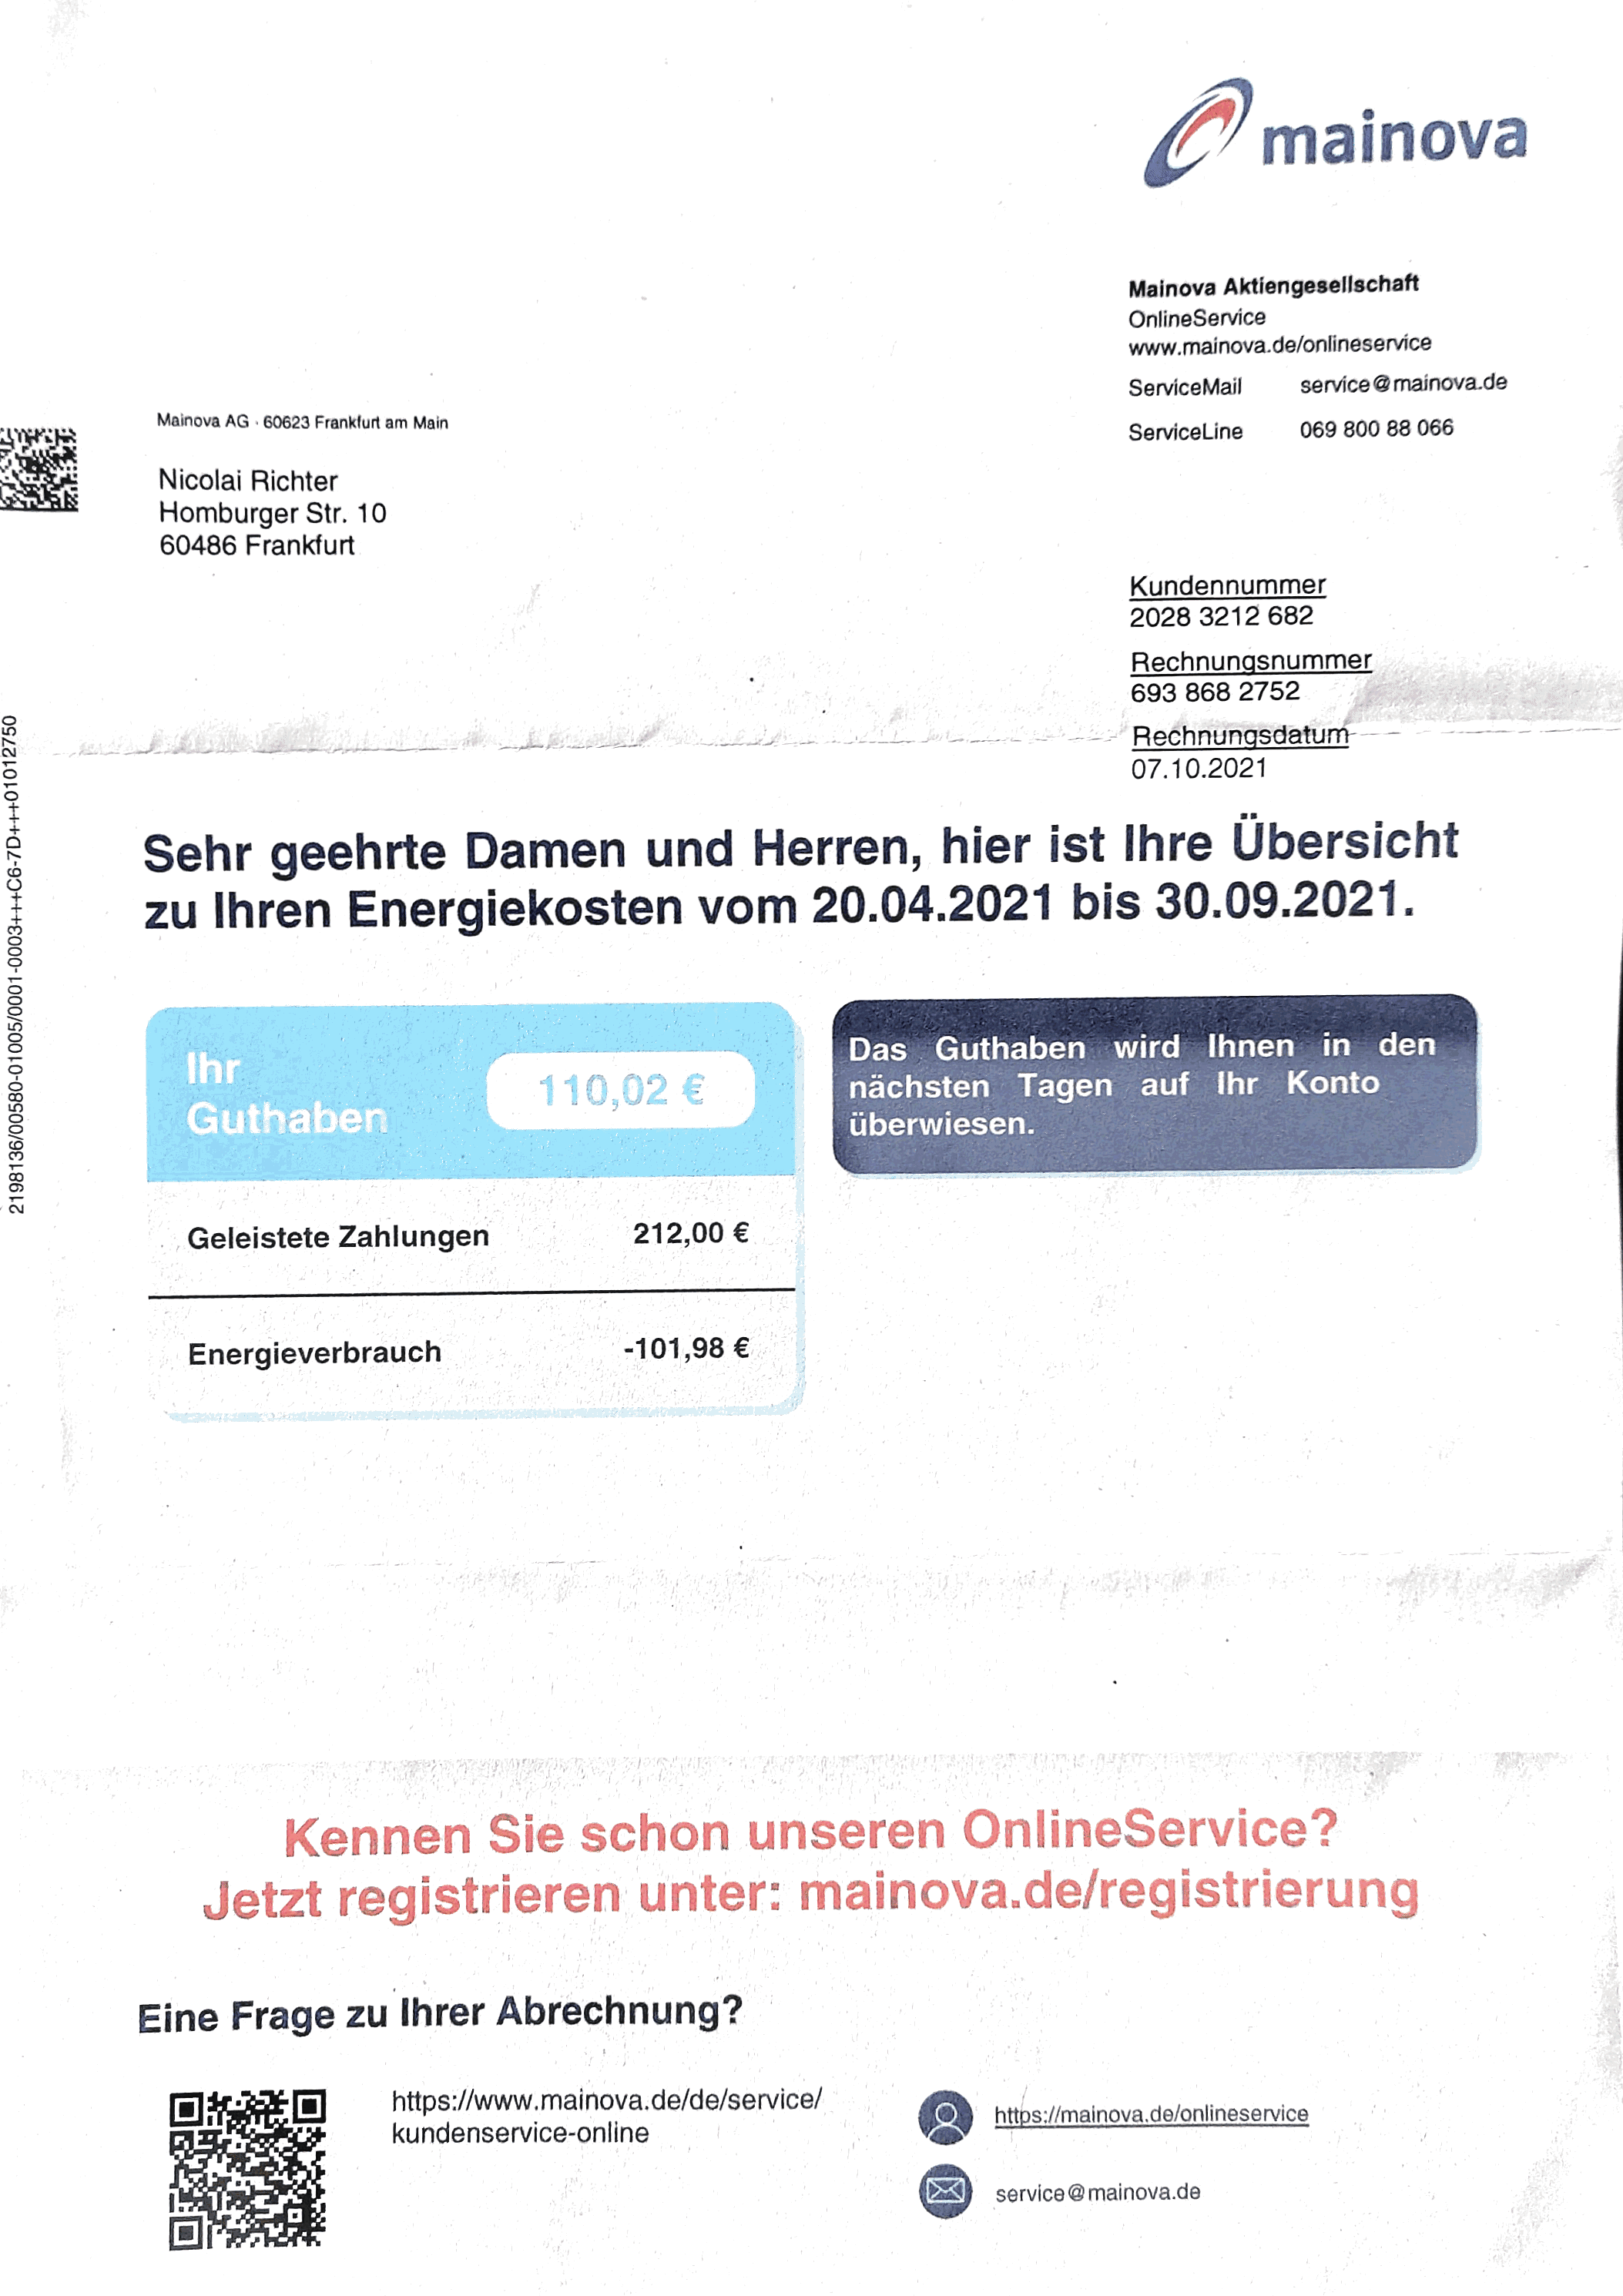 mainova
Mainova Aktiengesellschaft
OnlineService
www.mainova.de/onlineservice
ServiceMail service@mainova.de
ServiceLine 069 800 88 066
Mainova AG · 60623 Frankfurt am Main
Nicolai Richter
Homburger Str. 10
60486 Frankfurt
Kundennummer
2028 3212 682
Rechnungsnummer
693 868 2752
Rechnungsdatum
07.10.2021
2198136/00580-01005/0001-0003+++C6-7D+++01012750
Sehr geehrte Damen und Herren, hier ist Ihre Übersicht
zu Ihren Energiekosten vom 20.04.2021 bis 30.09.2021.
Ihr
Guthaben
110,02 €
Geleistete Zahlungen 212,00 €
Energieverbrauch -101,98 €
Das Guthaben wird Ihnen in den
nächsten Tagen auf Ihr Konto
überwiesen.
Kennen Sie schon unseren OnlineService?
Jetzt registrieren unter: mainova.de/registrierung
Eine Frage zu Ihrer Abrechnung?
https://www.mainova.de/de/service/
kundenservice-online
https://mainova.de/onlineservice
service@mainova.de